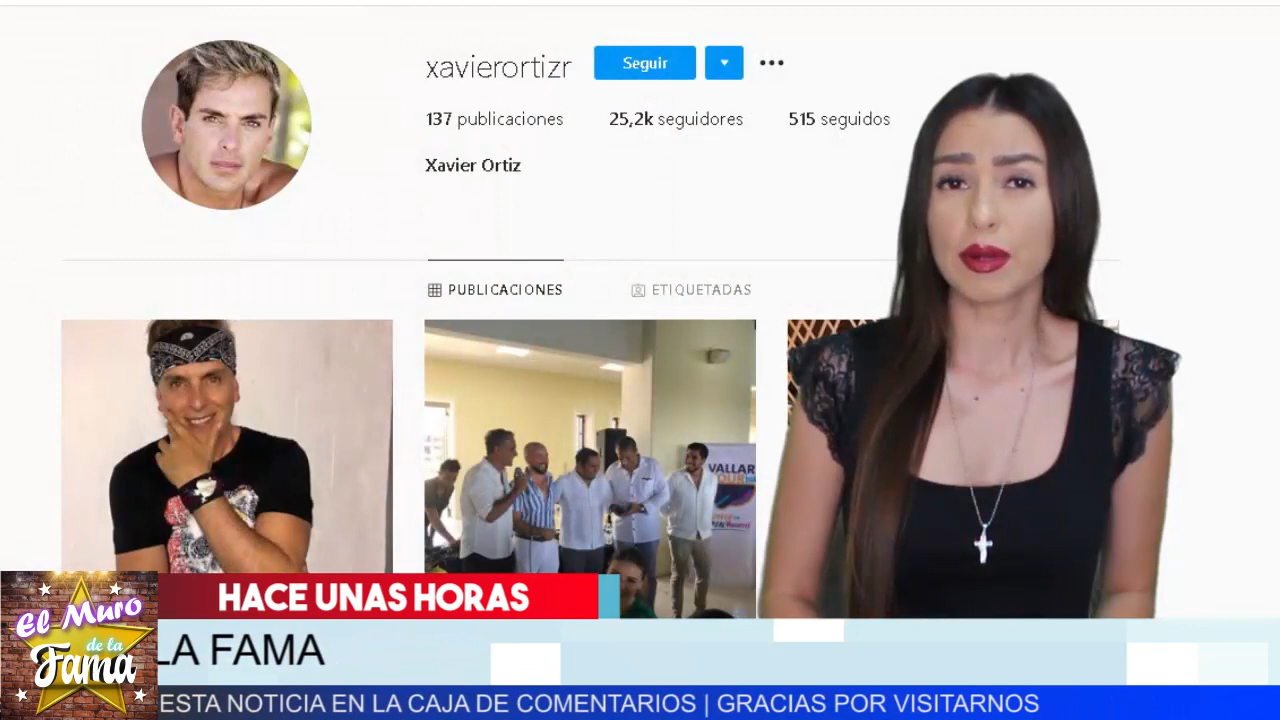 xavierortizr
Seguir
137 publicaciones
25,2k seguidores
515 seguidos
Xavier Ortiz
PUBLICACIONES
ETIQUETADAS
VALLAR
TOUR
HACE UNAS HORAS
El Muro
de la
Fama
LA FAMA
ESTA NOTICIA EN LA CAJA DE COMENTARIOS | GRACIAS POR VISITARNOS